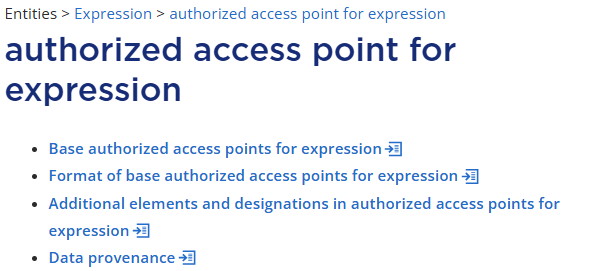 Entities > Expression > authorized access point for expression
authorized access point for
expression
Base authorized access points for expression
Format of base authorized access points for expression
Additional elements and designations in authorized access points for
expression
Data provenance